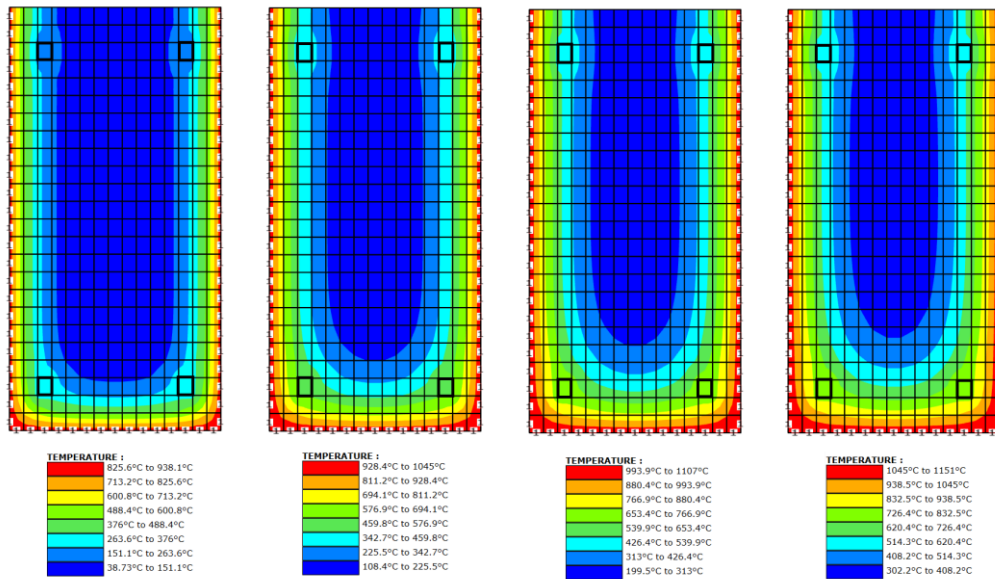 TEMPERATURE :
825.6°C to 938.1°C
713.2°C to 825.6°C
600.8°C to 713.2°C
488.4°C to 600.8°C
376°C to 488.4°C
263.6°C to 376°C
151.1°C to 263.6°C
38.73°C to 151.1°C
TEMPERATURE :
928.4°C to 1045°C
811.2°C to 928.4°C
694.1°C to 811.2°C
576.9°C to 694.1°C
459.8°C to 576.9°C
342.7°C to 459.8°C
225.5°C to 342.7°C
108.4°C to 225.5°C
TEMPERATURE :
993.9°C to 1107°C
880.4°C to 993.9°C
766.9°C to 880.4°C
653.4°C to 766.9°C
539.9°C to 653.4°C
426.4°C to 539.9°C
313°C to 426.4°C
199.5°C to 313°C
TEMPERATURE :
1045°C to 1151°C
938.5°C to 1045°C
832.5°C to 938.5°C
726.4°C to 832.5°C
620.4°C to 726.4°C
514.3°C to 620.4°C
408.2°C to 514.3°C
302.2°C to 408.2°C